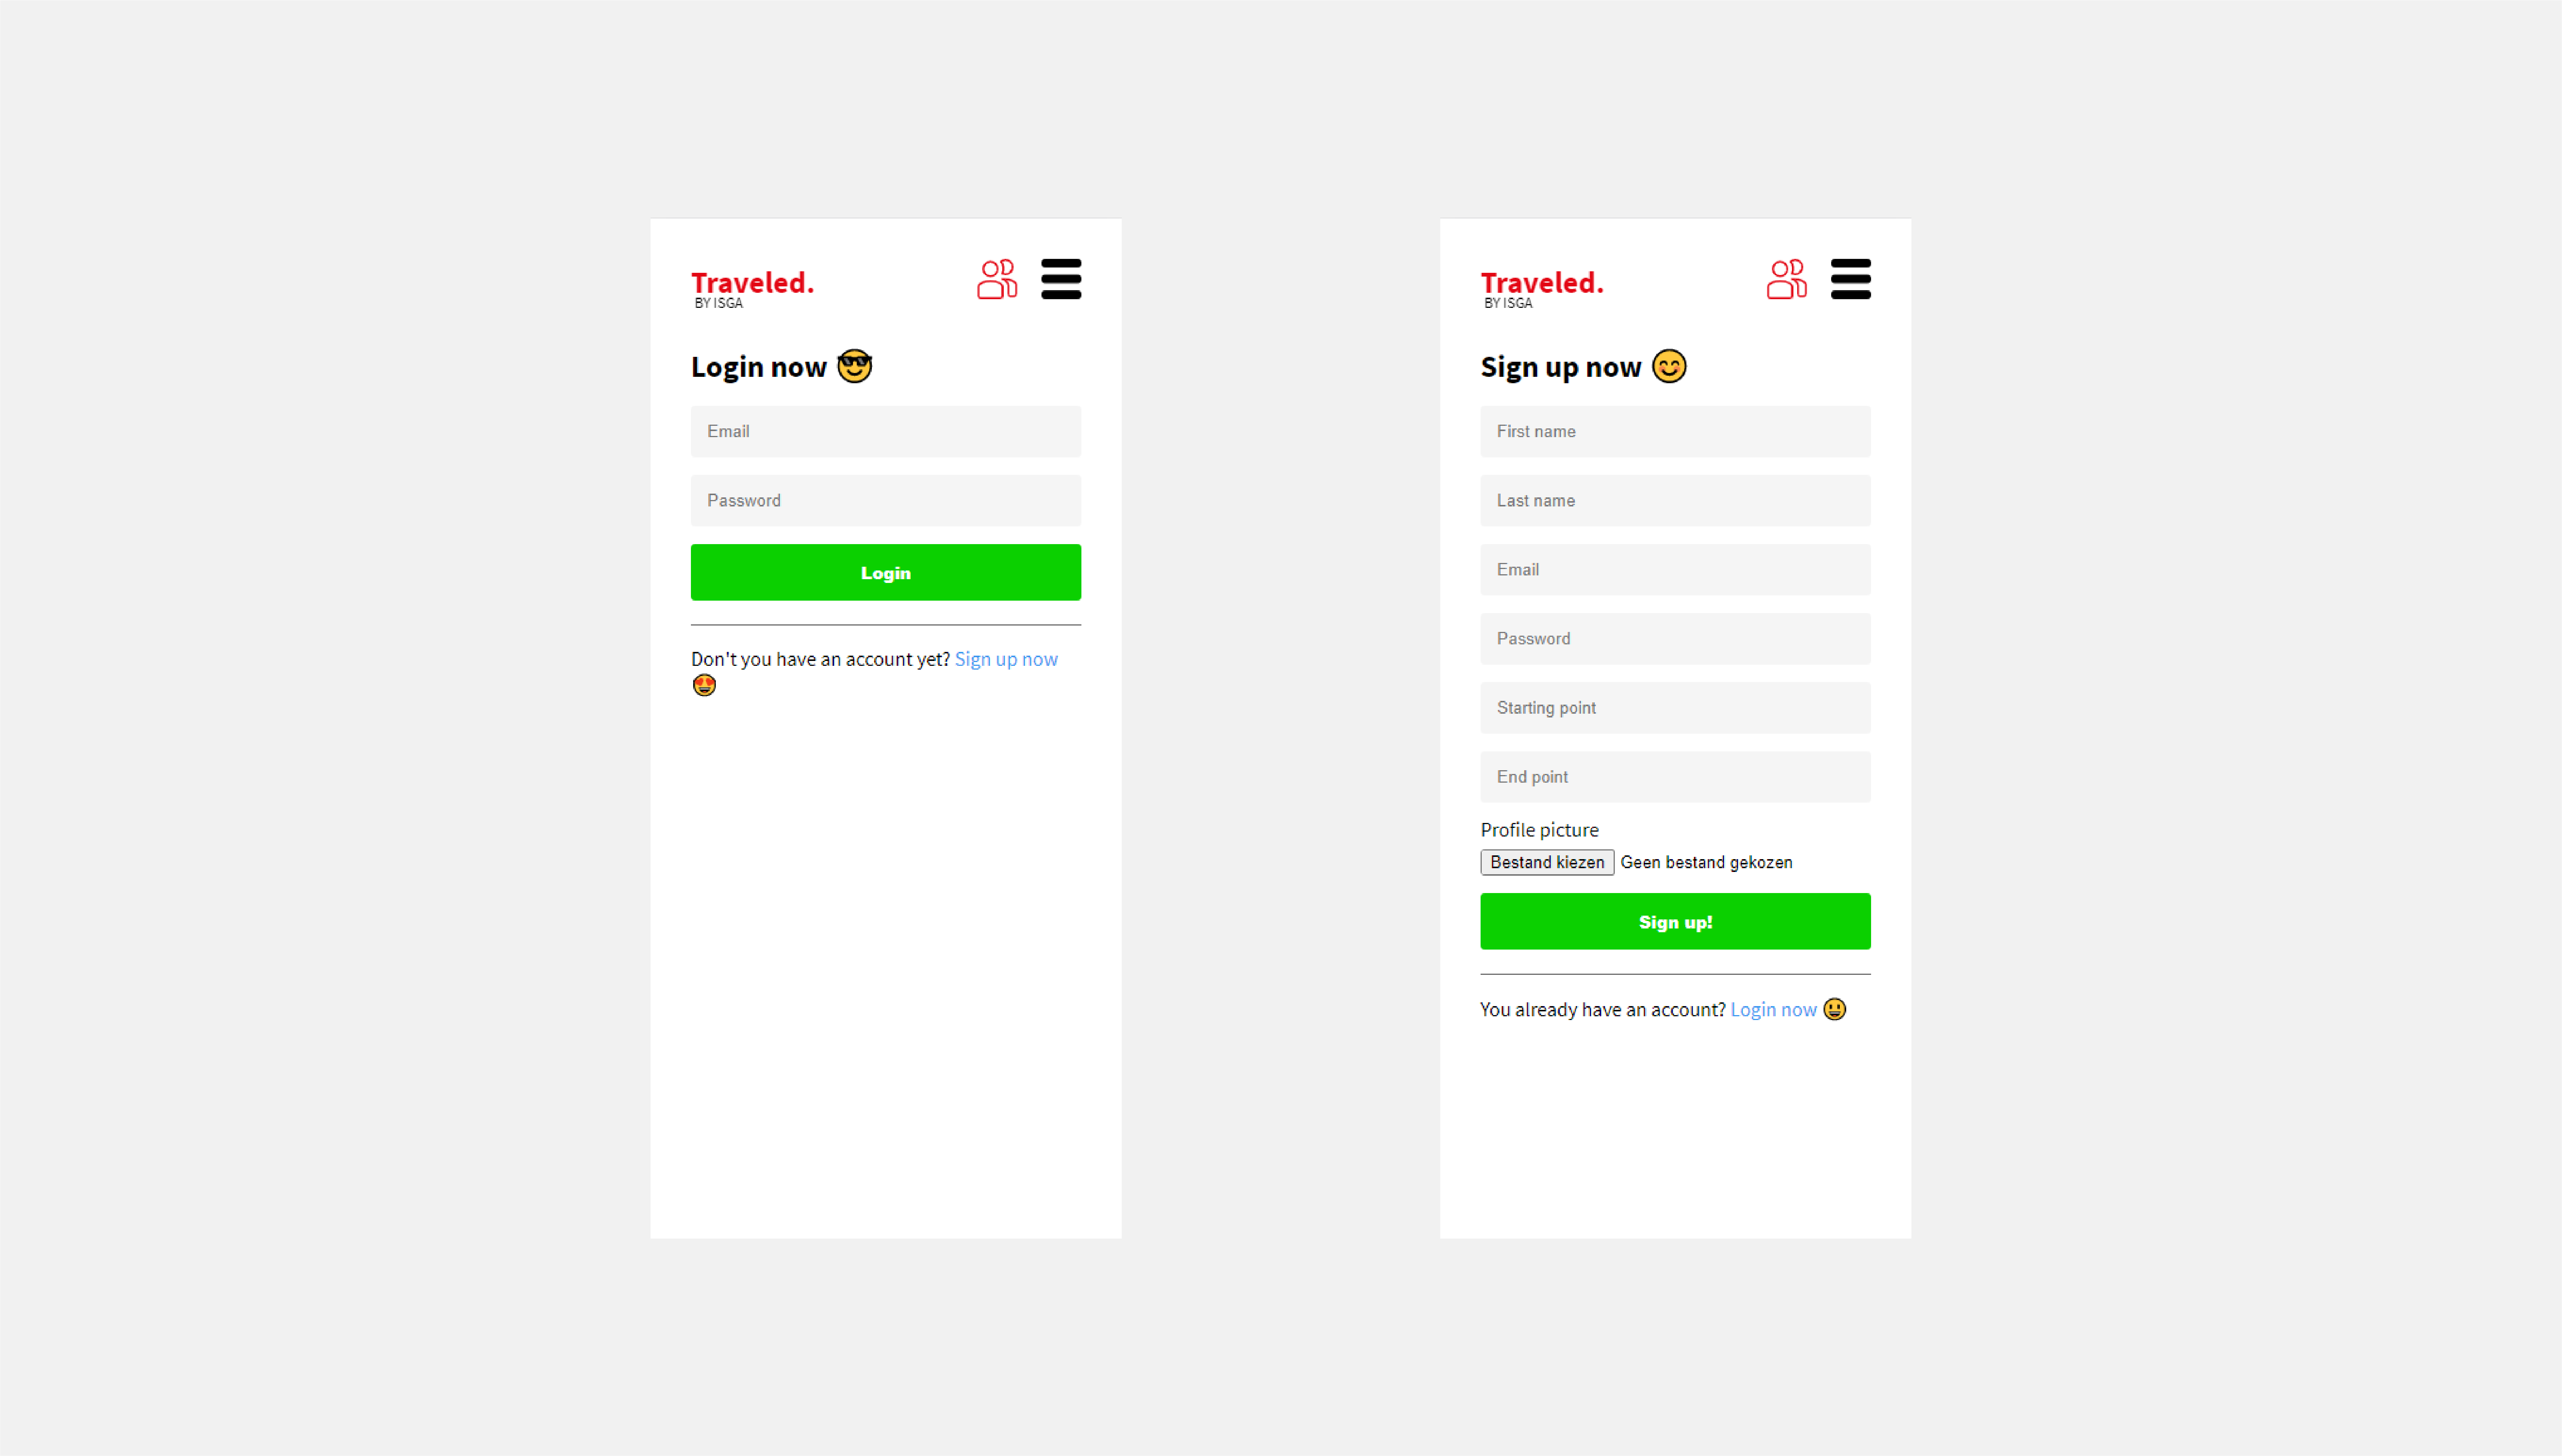 Traveled.
BY ISGA
Login now 😎
Email
Password
Login
Don't you have an account yet? Sign up now
😍
Traveled.
BY ISGA
Sign up now 😊
First name
Last name
Email
Password
Starting point
End point
Profile picture
Bestand kiezen Geen bestand gekozen
Sign up!
You already have an account? Login now 😃